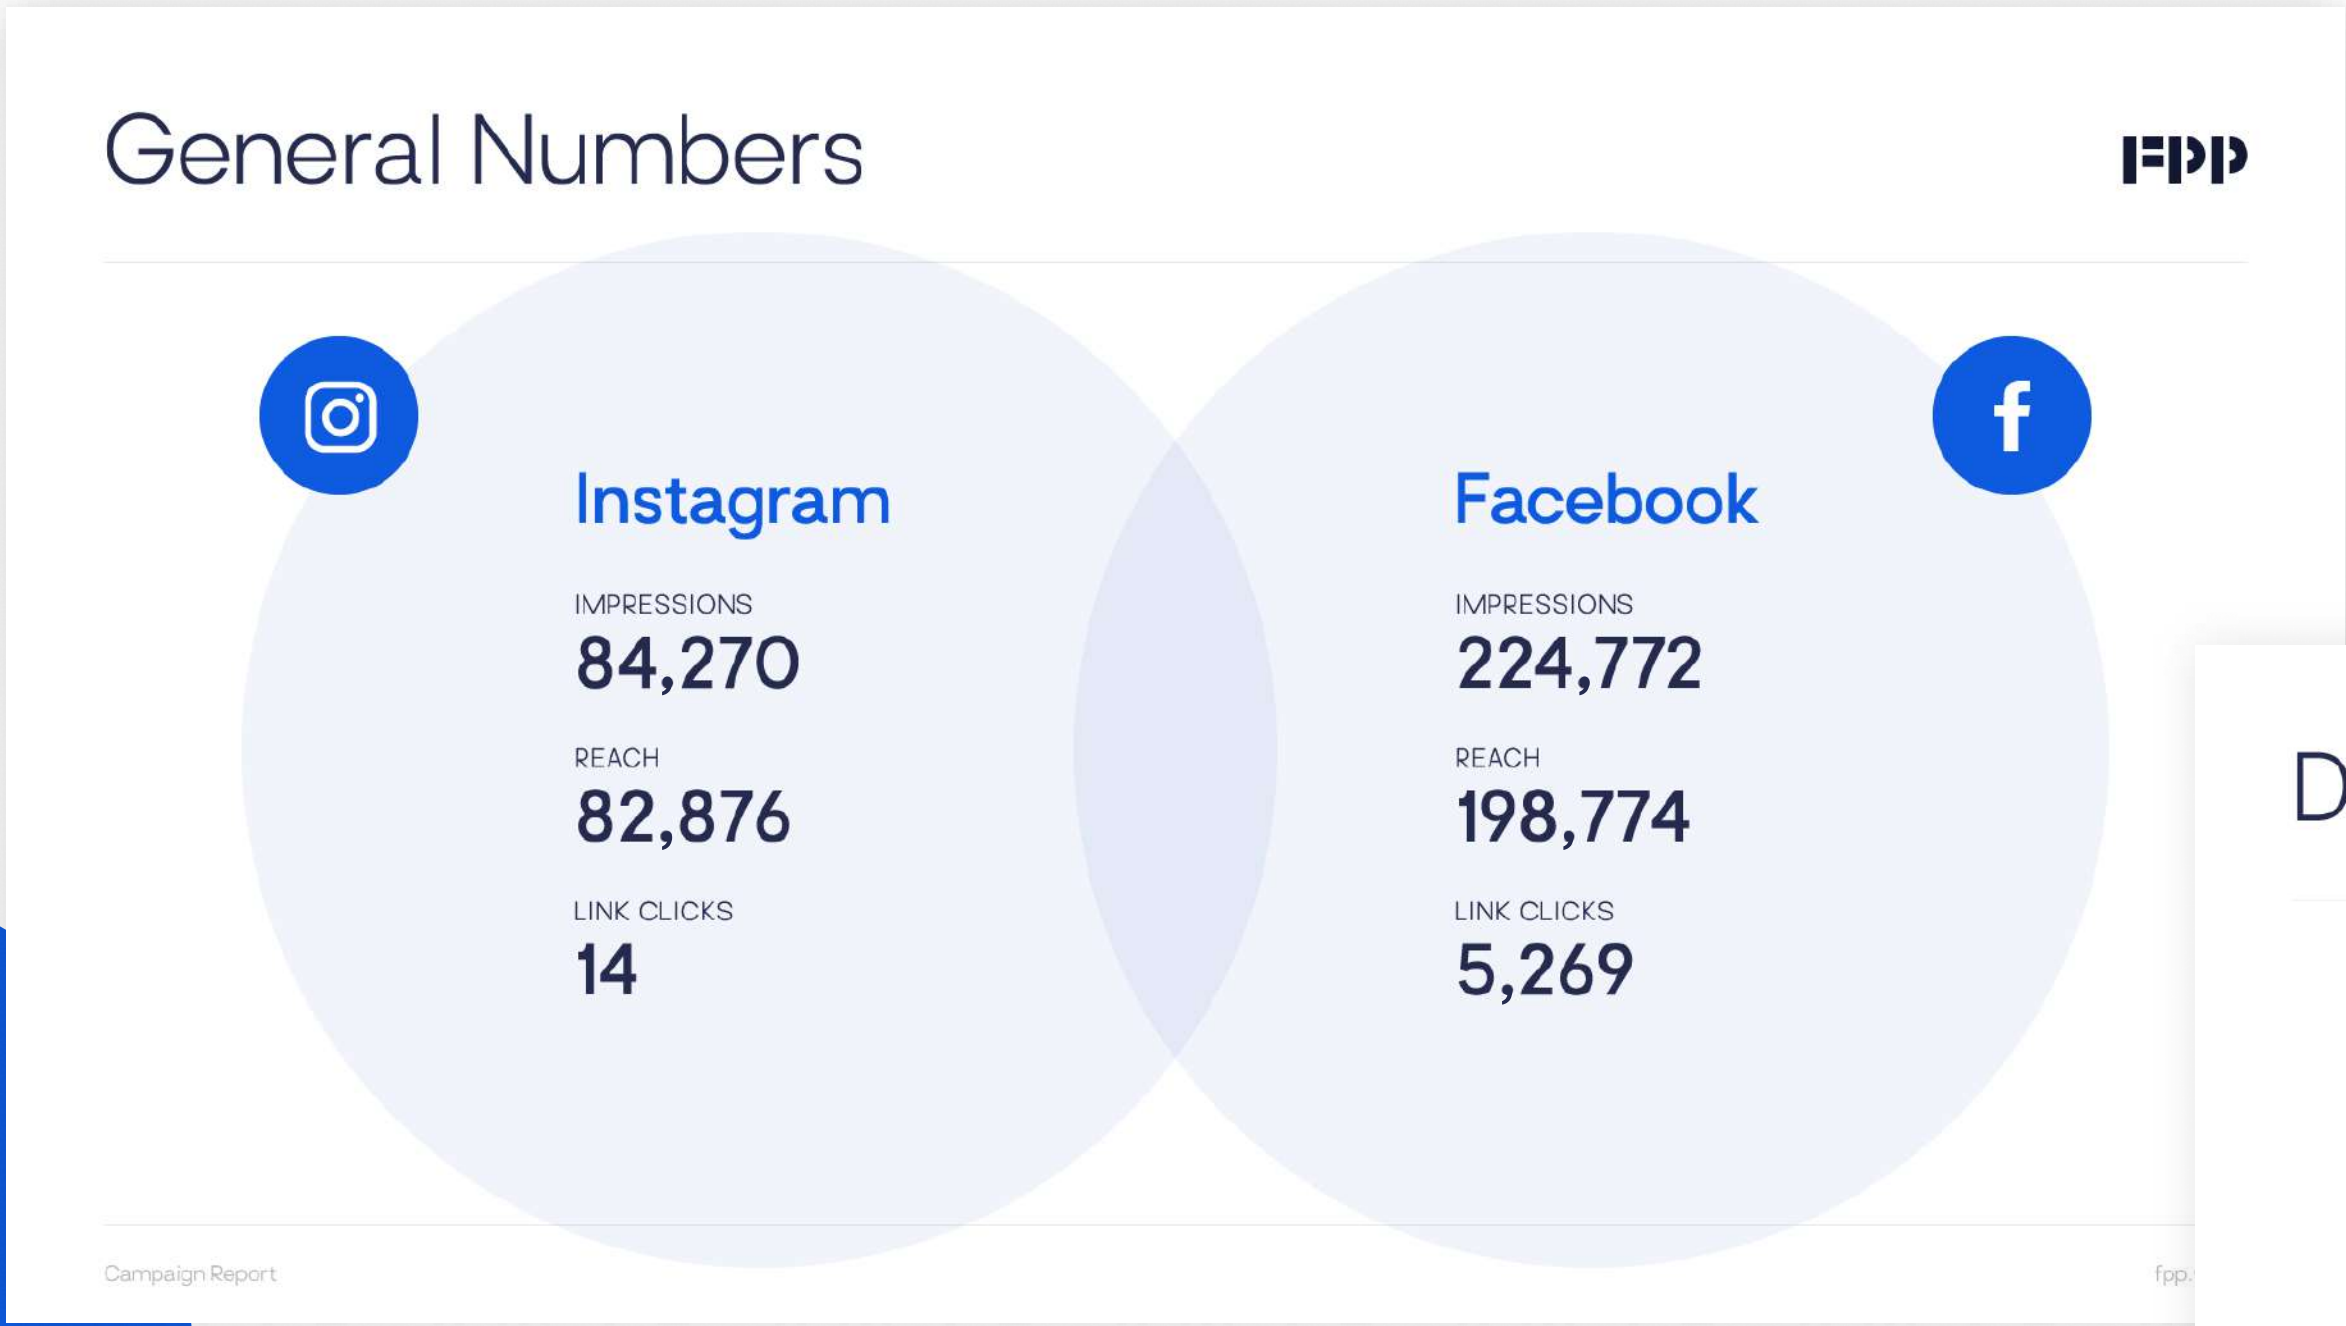 General Numbers
FPP
Instagram
IMPRESSIONS
84,270
REACH
82,876
LINK CLICKS
14
Facebook
IMPRESSIONS
224,772
REACH
198,774
LINK CLICKS
5,269
D
Campaign Report
fpp.